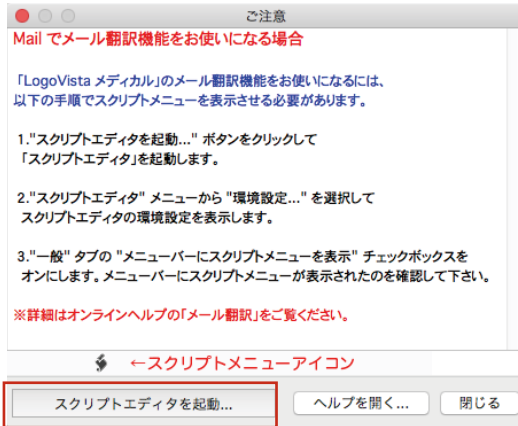 ご注意
Mail でメール翻訳機能をお使いになる場合
「LogoVista メディカル」のメール翻訳機能をお使いになるには、
以下の手順でスクリプトメニューを表示させる必要があります。
1."スクリプトエディタを起動..." ボタンをクリックして
「スクリプトエディタ」を起動します。
2."スクリプトエディタ" メニューから "環境設定..." を選択して
スクリプトエディタの環境設定を表示します。
3."一般" タブの "メニューバーにスクリプトメニューを表示" チェックボックスを
オンにします。メニューバーにスクリプトメニューが表示されたのを確認して下さい。
※詳細はオンラインヘルプの「メール翻訳」をご覧ください。
←スクリプトメニューアイコン
スクリプトエディタを起動...
ヘルプを開く...
閉じる